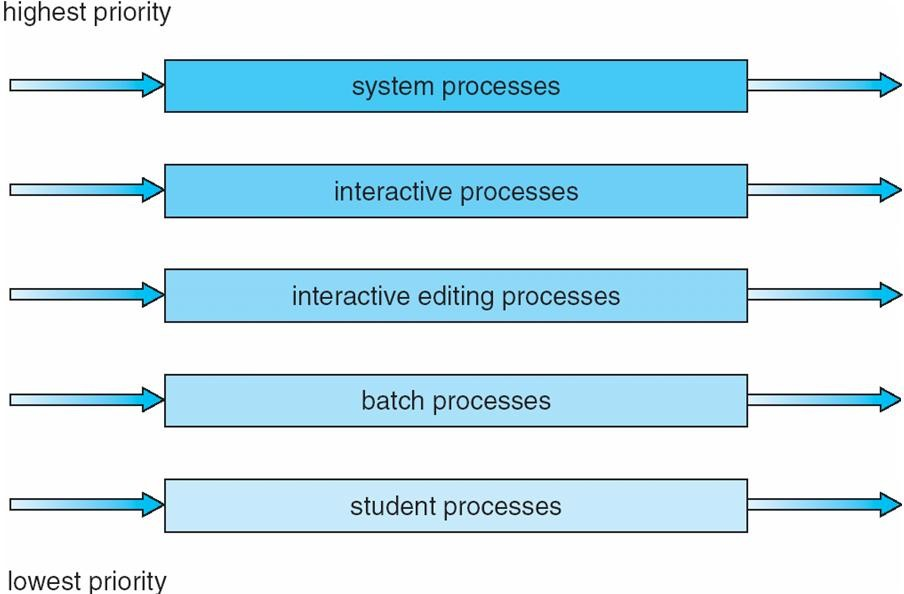 highest priority
system processes
interactive processes
interactive editing processes
batch processes
student processes
lowest priority